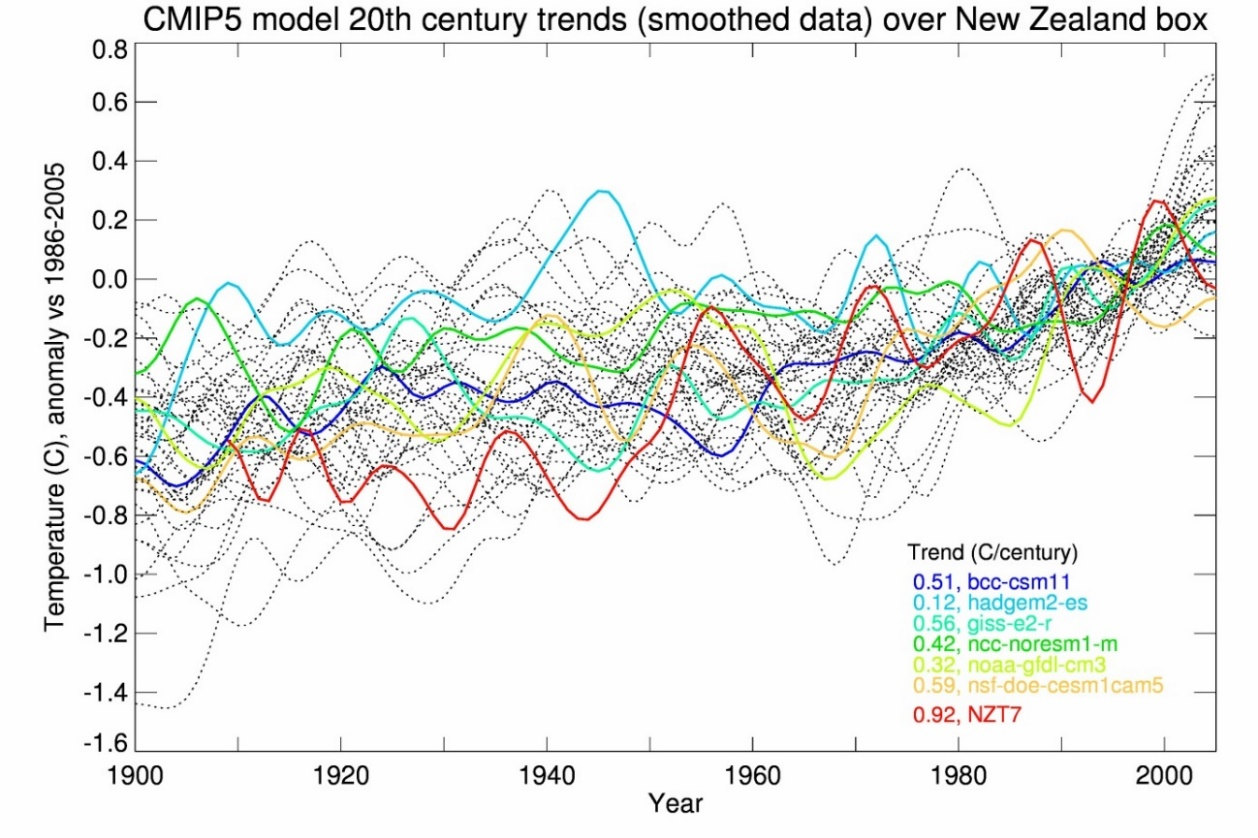 CMIP5 model 20th century trends (smoothed data) over New Zealand box
0.8
0.6
0.4
0.2
0.0
-0.2
-0.4
-0.6
-0.8
-1.0
-1.2
-1.4
-1.6
Temperature (C), anomaly vs 1986-2005
Trend (C/century)
0.51, bcc-csm11
0.12, hadgem2-es
0.56, giss-e2-r
0.42, ncc-noresm1-m
0.32, noaa-gfdl-cm3
0.59, nsf-doe-cesm1cam5
0.92, NZT7
1900 1920 1940 1960 1980 2000
Year